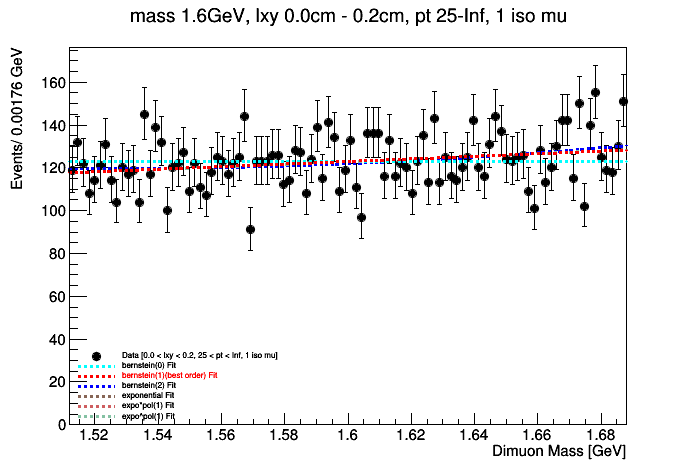 mass 1.6GeV, lxy 0.0cm - 0.2cm, pt 25-Inf, 1 iso mu
Events/ 0.00176 GeV
160
140
120
100
80
60
40
20
0
Data [0.0 < lxy < 0.2, 25 < pt < Inf, 1 iso mu]
bernstein(0) Fit
bernstein(1)(best order) Fit
bernstein(2) Fit
exponential Fit
expo*pol(1) Fit
expo^pol(1) Fit
1.52 1.54 1.56 1.58 1.6 1.62 1.64 1.66 1.68
Dimuon Mass [GeV]